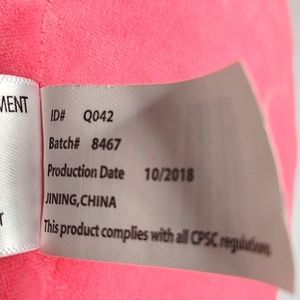 MENT
ID# Q042
Batch# 8467
Production Date 10/2018
JINING,CHINA
This product complies with all CPSC regulations